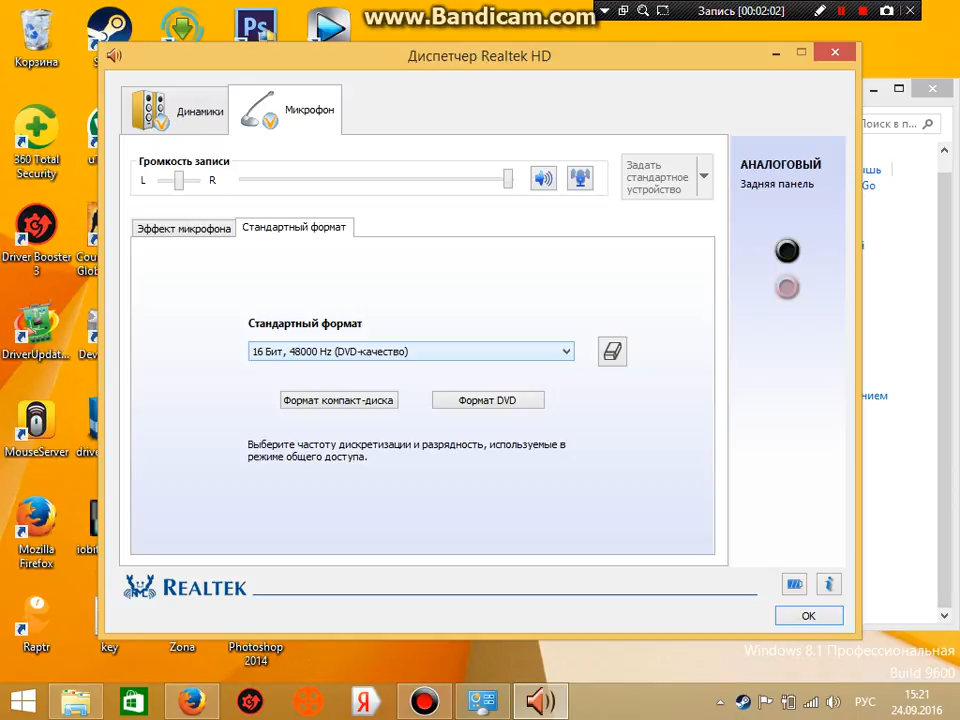 www.Bandicam.com
Запись [00:02:02]
Корзина
Ps
Диспетчер Realtek HD
Динамики
Микрофон
Громкость записи
L
R
Задать
стандартное
устройство
АНАЛОГОВЫЙ
Задняя панель
Эффект микрофона
Стандартный формат
Стандартный формат
16 Бит, 48000 Hz (DVD-качество)
Формат компакт-диска
Формат DVD
Выберите частоту дискретизации и разрядность, используемые в
режиме общего доступа.
REALTEK
OK
360 Total
Security
Driver Booster
3
DriverUpdat...
MouseServer
Mozilla
Firefox
Raptr
key
Zona
Photoshop
2014
Windows 8.1 Профессиональная
Build 9600
Я
РУС
15:21
24.09.2016